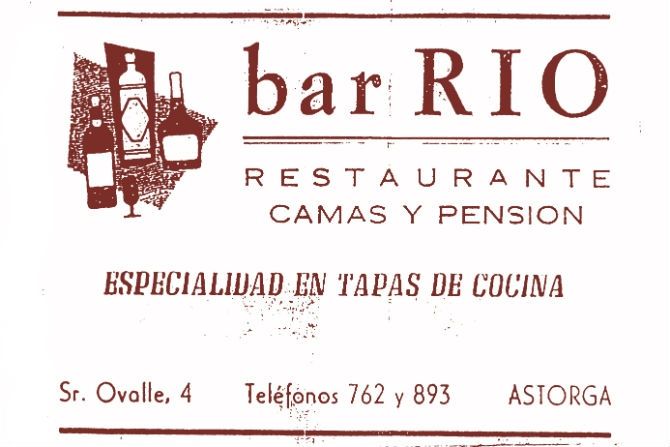 bar RIO
RESTAURANTE
CAMAS Y PENSION
ESPECIALIDAD EN TAPAS DE COCINA
Sr. Ovalle, 4 Teléfonos 762 y 893 ASTORGA